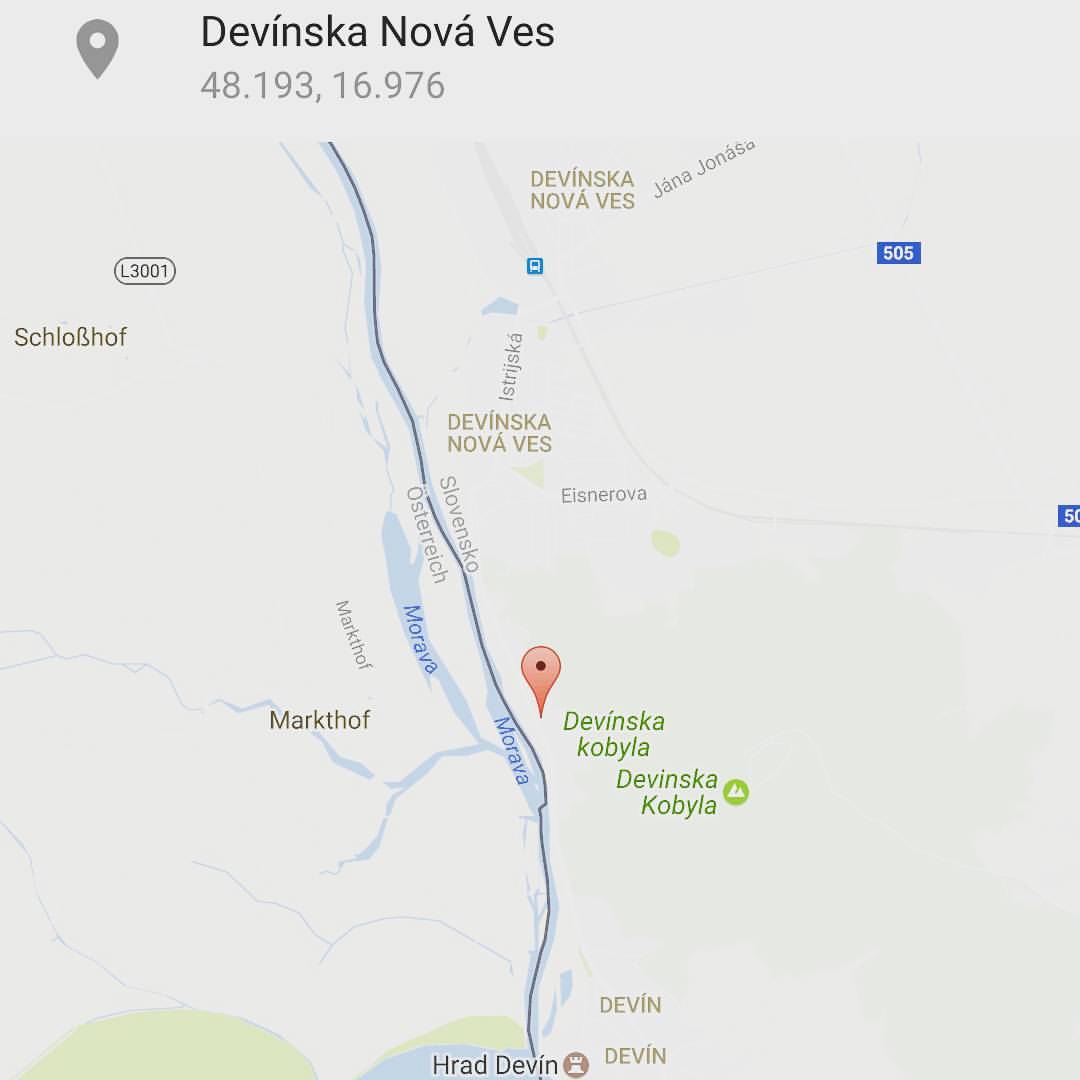 Devínska Nová Ves
48.193, 16.976
Jána Jonáša
DEVÍNSKA
NOVÁ VES
505
L3001
Schloßhof
Istrijská
DEVÍNSKA
NOVÁ VES
Slovensko
Österreich
Eisnerova
50
Markthof
Morava
Markthof
Morava
Devínska
kobyla
Devinska
Kobyla
DEVÍN
DEVÍN
Hrad Devín